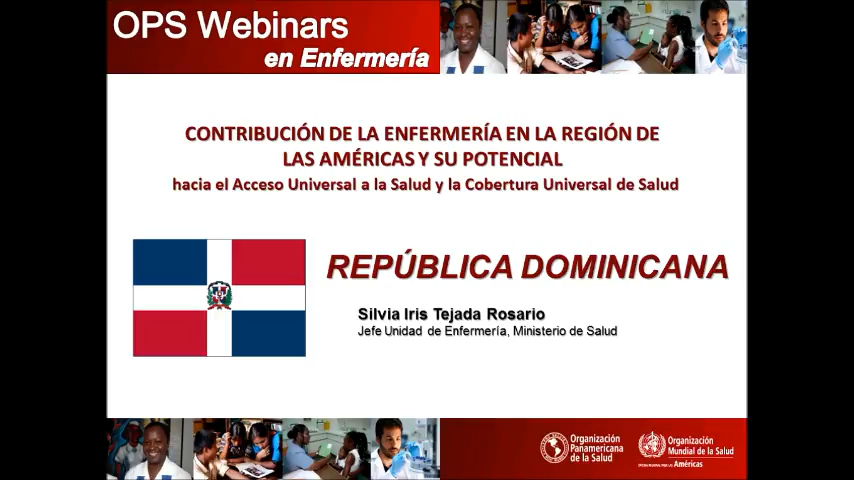 OPS Webinars
en Enfermería
CONTRIBUCIÓN DE LA ENFERMERÍA EN LA REGIÓN DE
LAS AMÉRICAS Y SU POTENCIAL
hacia el Acceso Universal a la Salud y la Cobertura Universal de Salud
REPÚBLICA DOMINICANA
Silvia Iris Tejada Rosario
Jefe Unidad de Enfermería, Ministerio de Salud
Organización
Panamericana
de la Salud
Organización
Mundial de la Salud
Américas